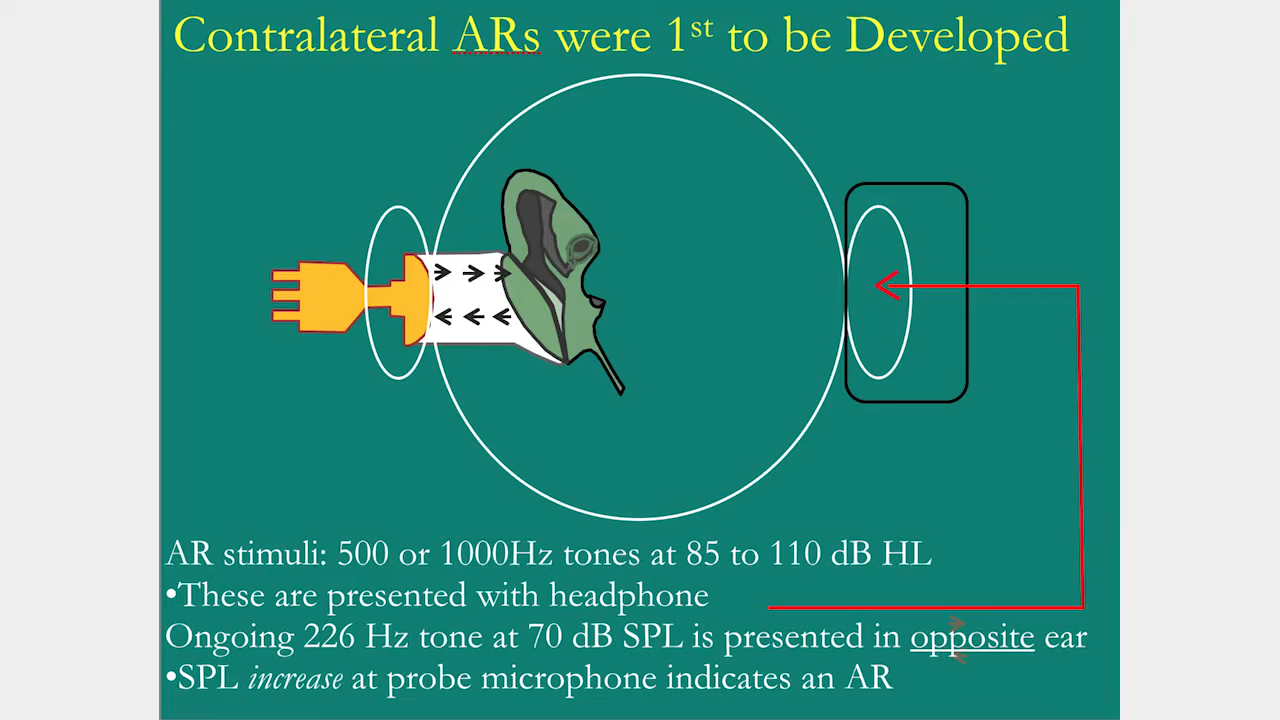 Contralateral ARs were 1st to be Developed
AR stimuli: 500 or 1000Hz tones at 85 to 110 dB HL
•These are presented with headphone
Ongoing 226 Hz tone at 70 dB SPL is presented in opposite ear
•SPL increase at probe microphone indicates an AR